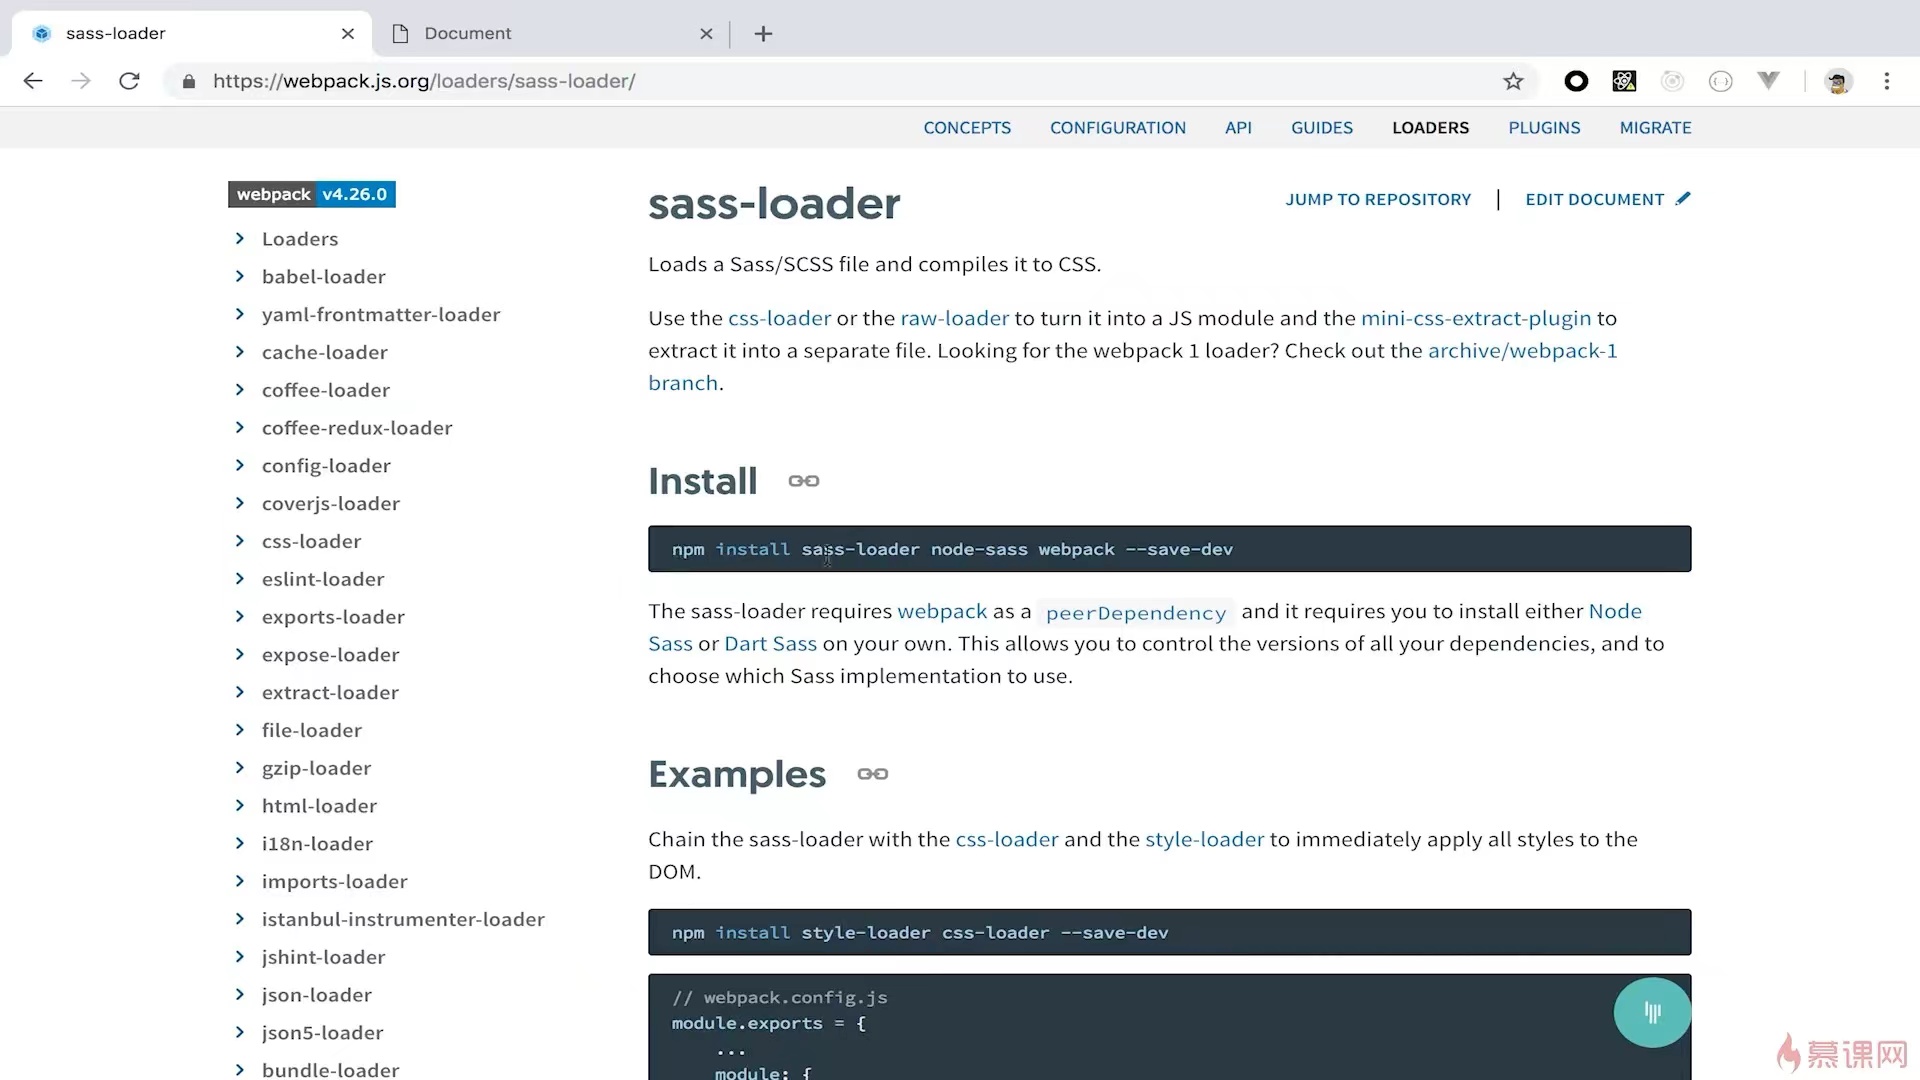 sass-loader
Document
https://webpack.js.org/loaders/sass-loader/
CONCEPTS CONFIGURATION API GUIDES LOADERS PLUGINS MIGRATE
webpack v4.26.0
Loaders
babel-loader
yaml-frontmatter-loader
cache-loader
coffee-loader
coffee-redux-loader
config-loader
coverjs-loader
css-loader
eslint-loader
exports-loader
expose-loader
extract-loader
file-loader
gzip-loader
html-loader
i18n-loader
imports-loader
istanbul-instrumenter-loader
jshint-loader
json-loader
json5-loader
bundle-loader
sass-loader
JUMP TO REPOSITORY | EDIT DOCUMENT
Loads a Sass/SCSS file and compiles it to CSS.
Use the css-loader or the raw-loader to turn it into a JS module and the mini-css-extract-plugin to
extract it into a separate file. Looking for the webpack 1 loader? Check out the archive/webpack-1
branch.
Install
npm install sass-loader node-sass webpack --save-dev
The sass-loader requires webpack as a peerDependency and it requires you to install either Node
Sass or Dart Sass on your own. This allows you to control the versions of all your dependencies, and to
choose which Sass implementation to use.
Examples
Chain the sass-loader with the css-loader and the style-loader to immediately apply all styles to the
DOM.
npm install style-loader css-loader --save-dev
// webpack.config.js
module.exports = {
...
module: {
慕课网